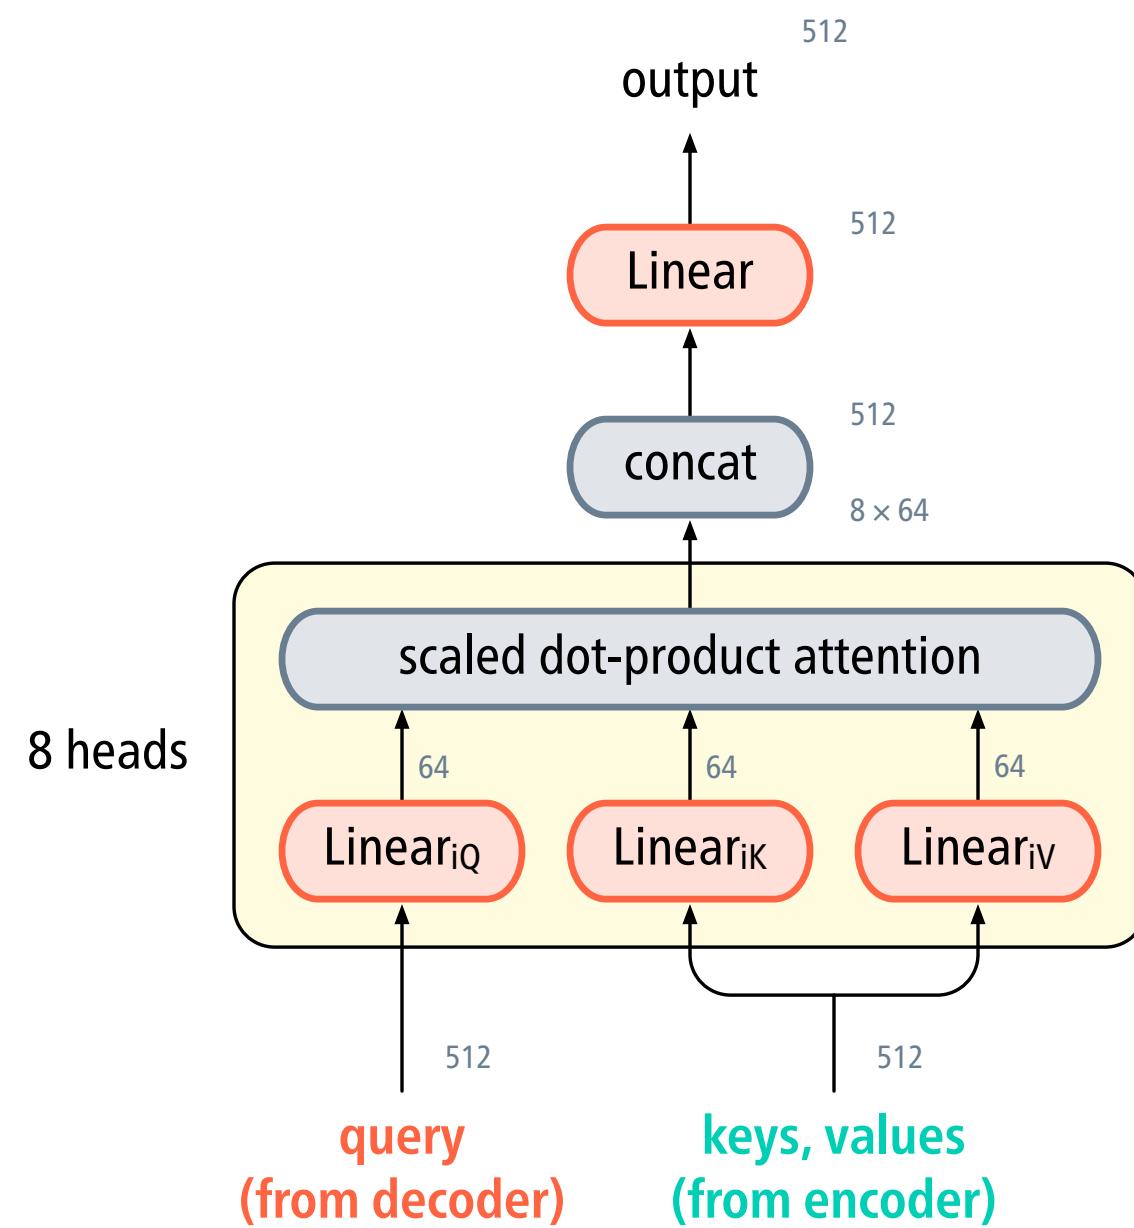 512
output
512
Linear
512
concat
8 × 64
scaled dot-product attention
8 heads
64 64 64
LineariQ LineariK LineariV
512 512
query keys, values
(from decoder) (from encoder)